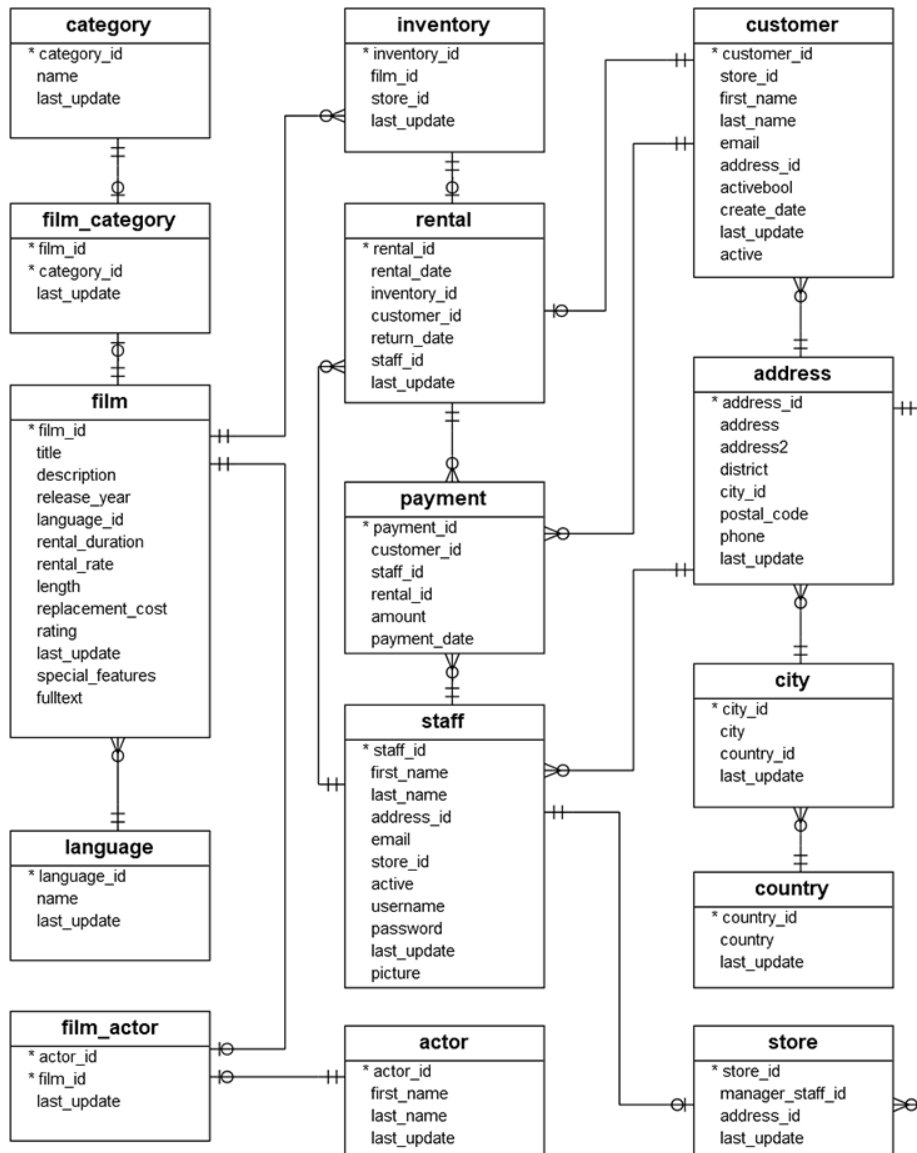 category
* category_id
name
last_update
film_category
* film_id
* category_id
last_update
film
* film_id
title
description
release_year
language_id
rental_duration
rental_rate
length
replacement_cost
rating
last_update
special_features
fulltext
language
* language_id
name
last_update
film_actor
* actor_id
* film_id
last_update
inventory
* inventory_id
film_id
store_id
last_update
rental
* rental_id
rental_date
inventory_id
customer_id
return_date
staff_id
last_update
payment
* payment_id
customer_id
staff_id
rental_id
amount
payment_date
staff
* staff_id
first_name
last_name
address_id
email
store_id
active
username
password
last_update
picture
actor
* actor_id
first_name
last_name
last_update
customer
* customer_id
store_id
first_name
last_name
email
address_id
activebool
create_date
last_update
active
address
* address_id
address
address2
district
city_id
postal_code
phone
last_update
city
* city_id
city
country_id
last_update
country
* country_id
country
last_update
store
* store_id
manager_staff_id
address_id
last_update